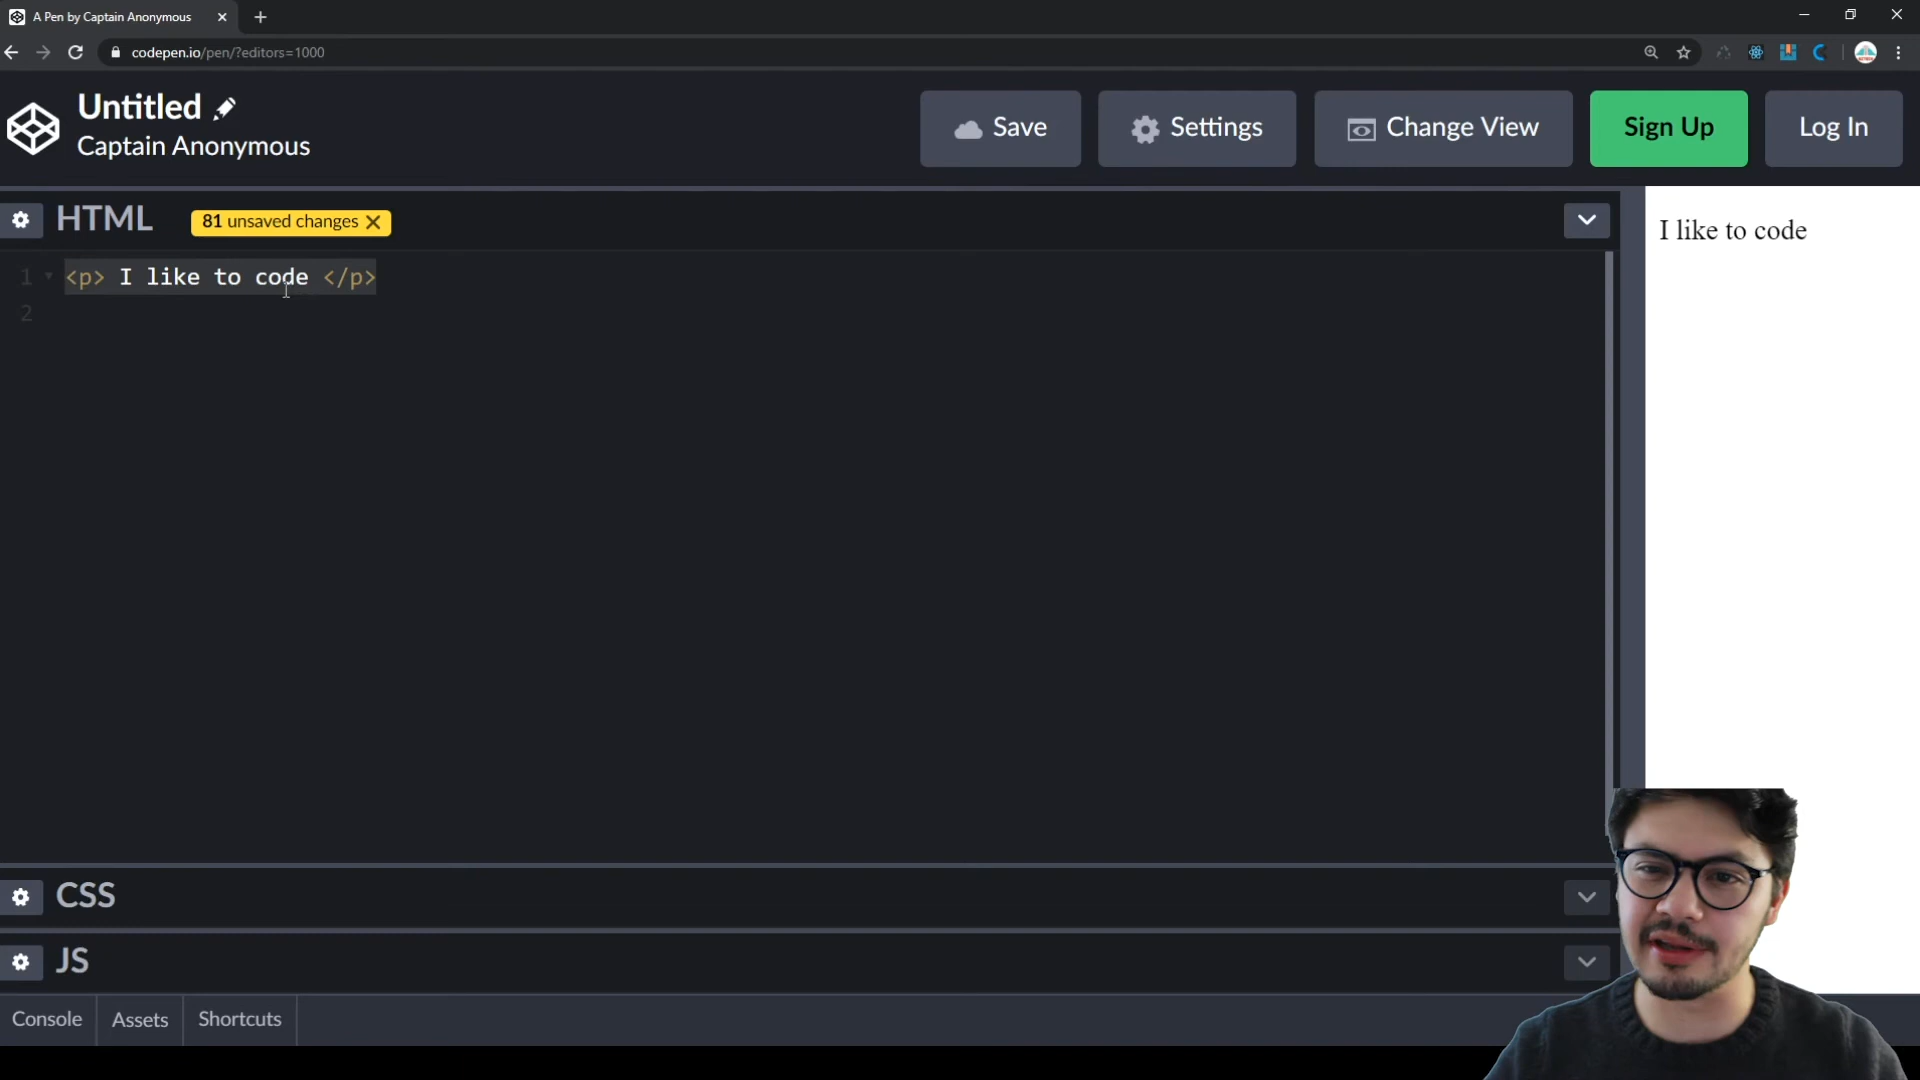 A Pen by Captain Anonymous
codepen.io/pen/?editors=1000
Untitled
Captain Anonymous
Save
Settings
Change View
Sign Up
Log In
HTML
81 unsaved changes
1 <p> I like to code </p>
2
I like to code
CSS
JS
Console
Assets
Shortcuts